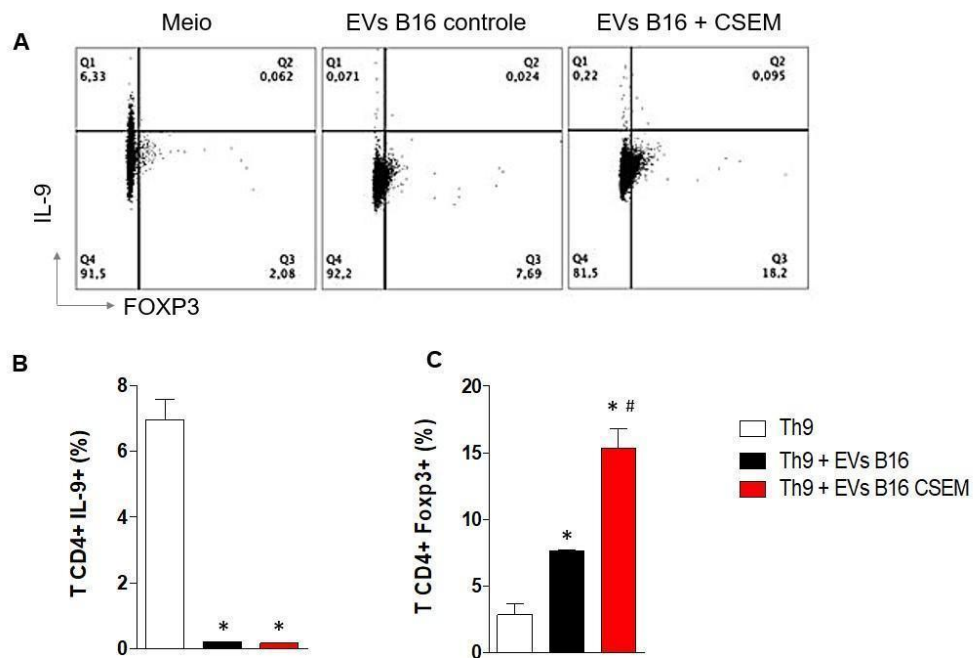 Meio EVs B16 controle EVs B16 + CSEM
A
Q1 Q2 Q1 Q2 Q1 Q2
6,33 0,062 0,071 0,024 0,22 0,095
IL-9
Q4 Q3 Q4 Q3 Q4 Q3
91,5 2,08 92,2 7,69 81,5 18,2
FOXP3
B
8
6
4
2
0
T CD4+ IL-9+ (%)
* *
C
20
15
10
5
0
T CD4+ Foxp3+ (%)
* * #
Th9
Th9 + EVs B16
Th9 + EVs B16 CSEM